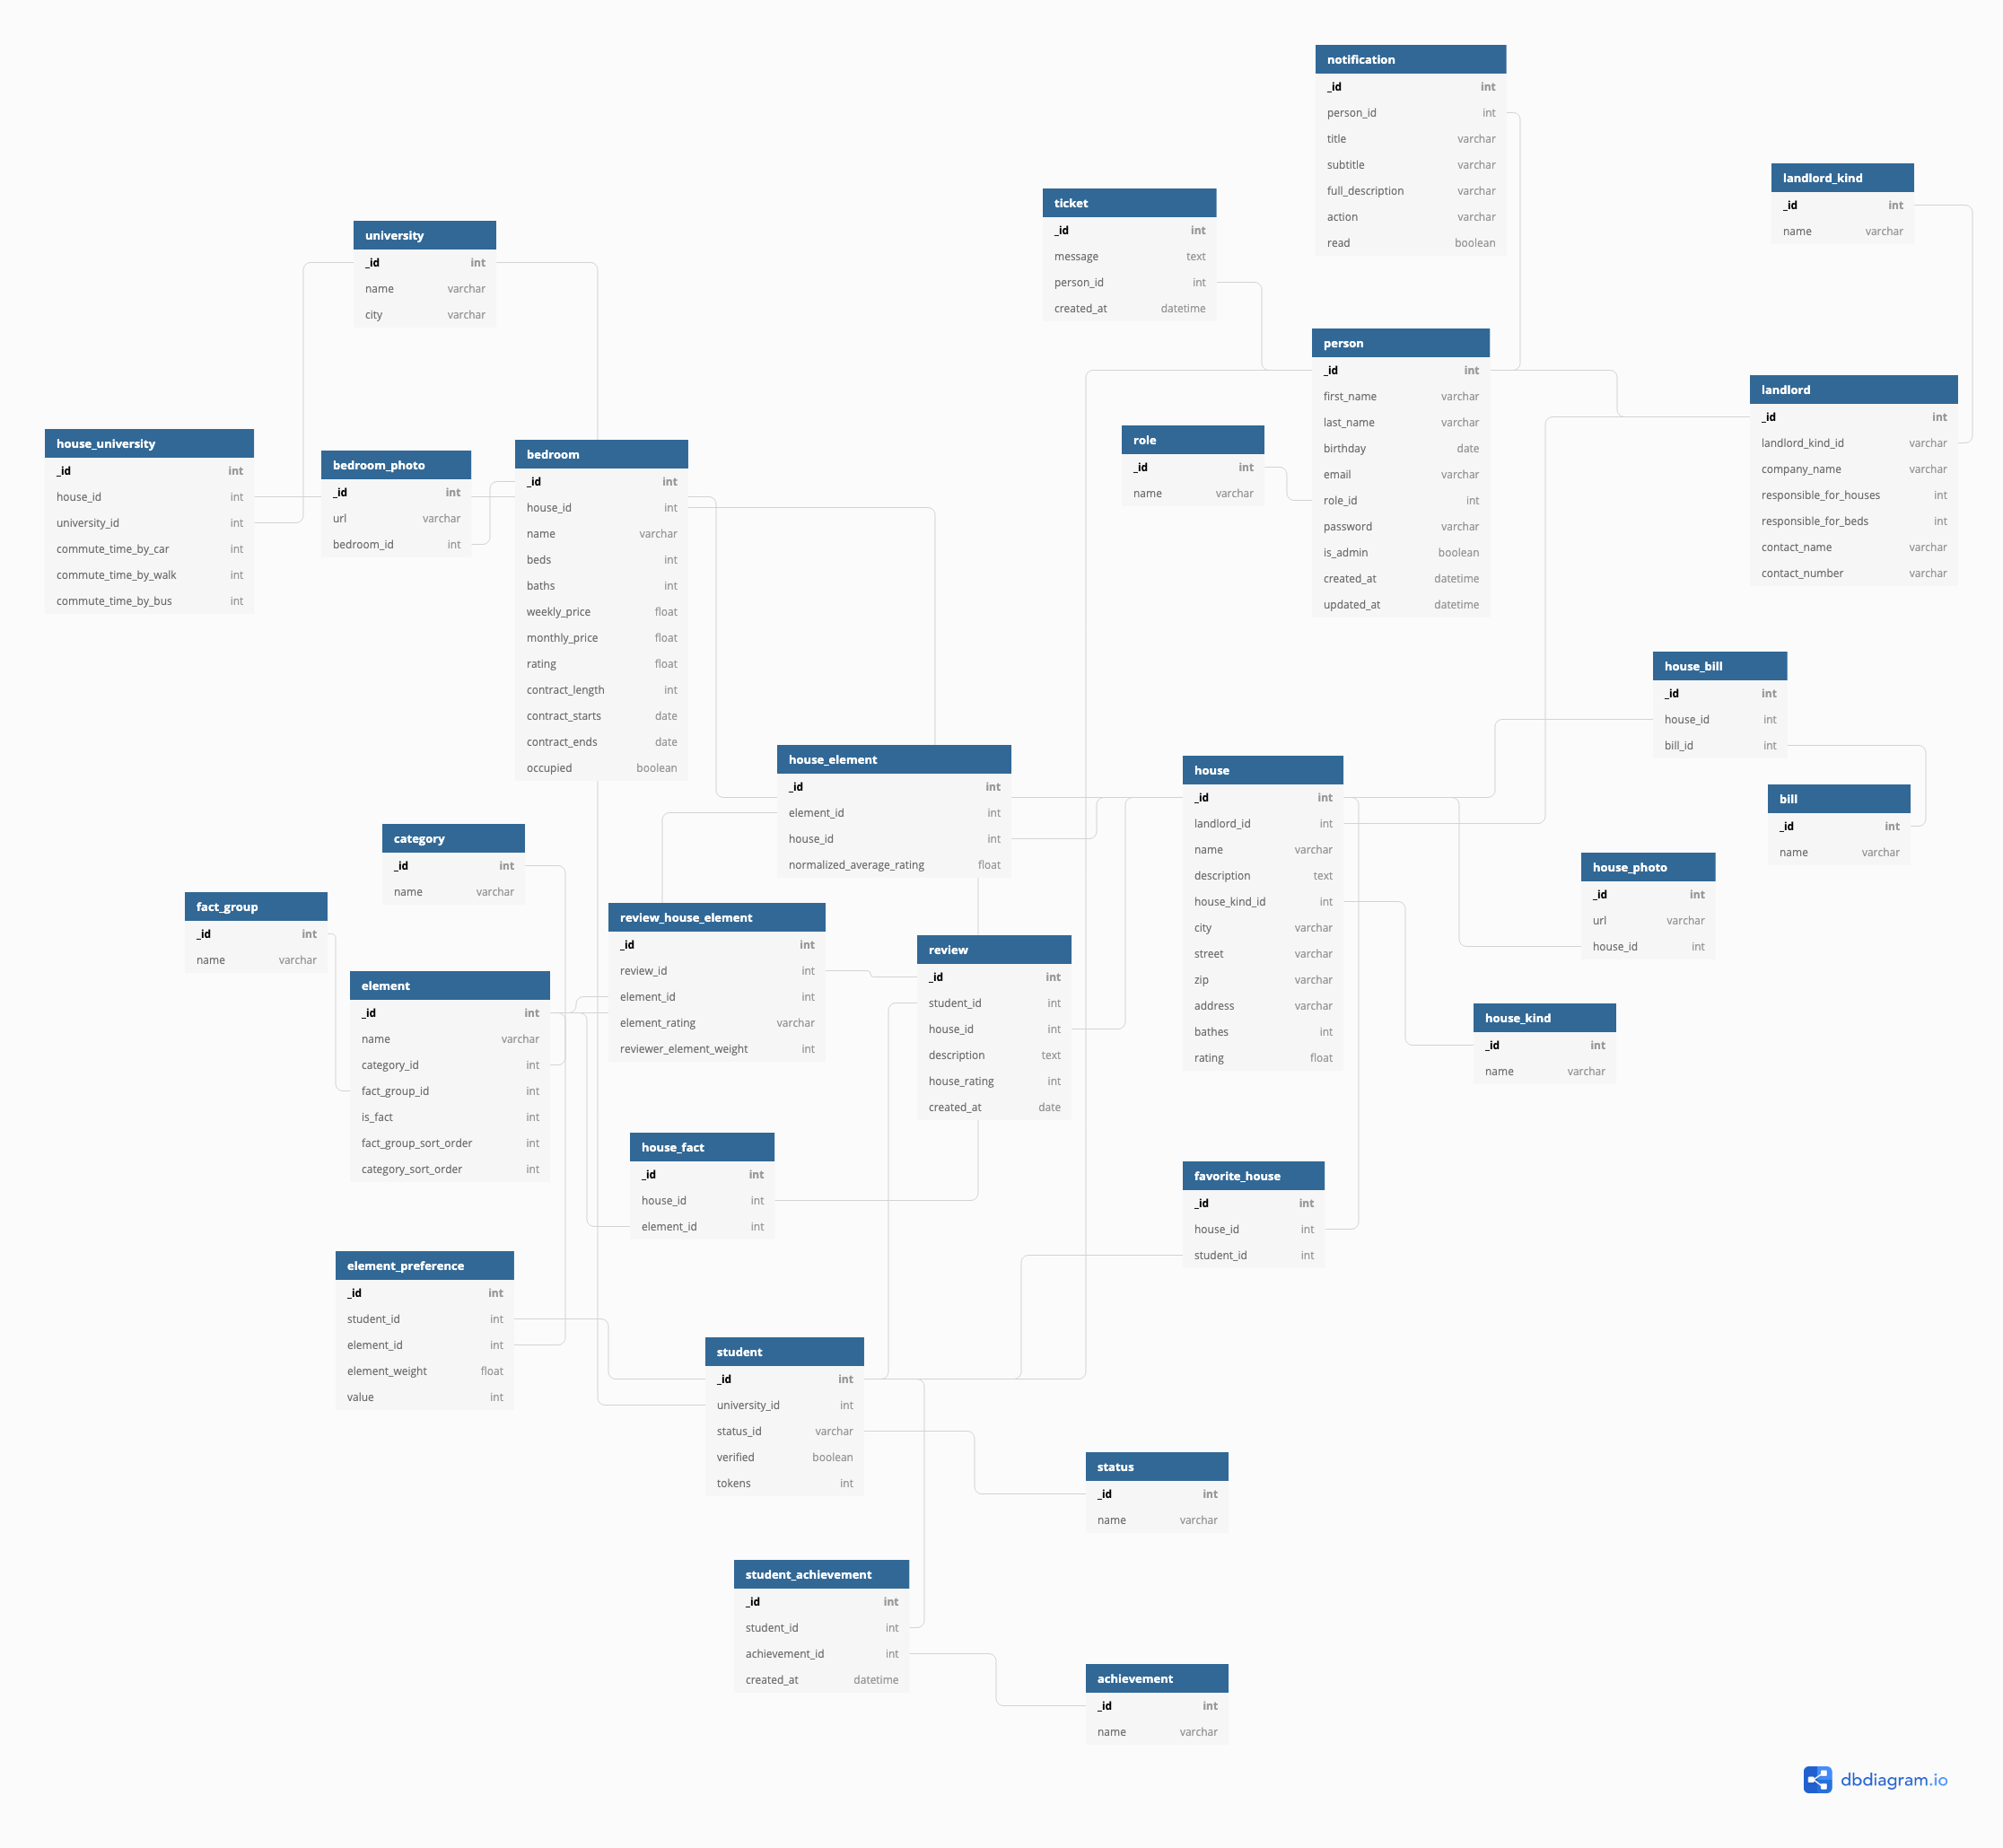 notification
_id int
person_id int
title varchar
subtitle varchar
full_description varchar
action varchar
read boolean
landlord_kind
_id int
name varchar
ticket
_id int
message text
person_id int
created_at datetime
university
_id int
name varchar
city varchar
person
_id int
first_name varchar
last_name varchar
birthday date
email varchar
role_id int
password varchar
is_admin boolean
created_at datetime
updated_at datetime
landlord
_id int
landlord_kind_id varchar
company_name varchar
responsible_for_houses int
responsible_for_beds int
contact_name varchar
contact_number varchar
role
_id int
name varchar
house_university
_id int
house_id int
university_id int
commute_time_by_car int
commute_time_by_walk int
commute_time_by_bus int
bedroom_photo
_id int
url varchar
bedroom_id int
bedroom
_id int
house_id int
name varchar
beds int
baths int
weekly_price float
monthly_price float
rating float
contract_length int
contract_starts date
contract_ends date
occupied boolean
house_bill
_id int
house_id int
bill_id int
house_element
_id int
element_id int
house_id int
normalized_average_rating float
house
_id int
landlord_id int
name varchar
description text
house_kind_id int
city varchar
street varchar
zip varchar
address varchar
bathes int
rating float
bill
_id int
name varchar
category
_id int
name varchar
house_photo
_id int
url varchar
house_id int
fact_group
_id int
name varchar
review_house_element
_id int
review_id int
element_id int
element_rating varchar
reviewer_element_weight int
review
_id int
student_id int
house_id int
description text
house_rating int
created_at date
element
_id int
name varchar
category_id int
fact_group_id int
is_fact int
fact_group_sort_order int
category_sort_order int
house_kind
_id int
name varchar
house_fact
_id int
house_id int
element_id int
favorite_house
_id int
house_id int
student_id int
element_preference
_id int
student_id int
element_id int
element_weight float
value int
student
_id int
university_id int
status_id varchar
verified boolean
tokens int
status
_id int
name varchar
student_achievement
_id int
student_id int
achievement_id int
created_at datetime
achievement
_id int
name varchar
dbdiagram.io